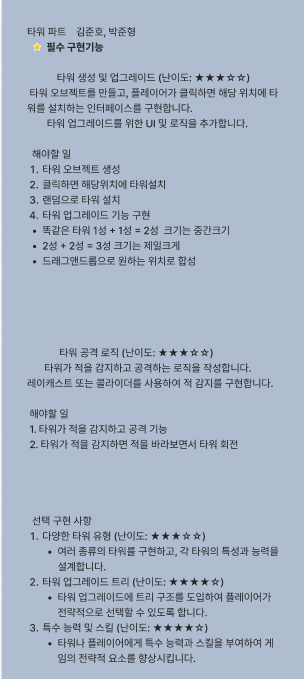 타워 파트 김준호, 박준형
⭐ 필수 구현기능
타워 생성 및 업그레이드 (난이도: ★★★☆☆)
타워 오브젝트를 만들고, 플레이어가 클릭하면 해당 위치에 타
워를 설치하는 인터페이스를 구현합니다.
타워 업그레이드를 위한 UI 및 로직을 추가합니다.
해야할 일
1. 타워 오브젝트 생성
2. 클릭하면 해당위치에 타워설치
3. 랜덤으로 타워 설치
4. 타워 업그레이드 기능 구현
• 똑같은 타워 1성 + 1성 = 2성 크기는 중간크기
• 2성 + 2성 = 3성 크기는 제일크게
• 드래그앤드롭으로 원하는 위치로 합성
타워 공격 로직 (난이도: ★★★☆☆)
타워가 적을 감지하고 공격하는 로직을 작성합니다.
레이캐스트 또는 콜라이더를 사용하여 적 감지를 구현합니다.
해야할 일
1. 타워가 적을 감지하고 공격 기능
2. 타워가 적을 감지하면 적을 바라보면서 타워 회전
선택 구현 사항
1. 다양한 타워 유형 (난이도: ★★★☆☆)
• 여러 종류의 타워를 구현하고, 각 타워의 특성과 능력을
설계합니다.
2. 타워 업그레이드 트리 (난이도: ★★★★☆)
• 타워 업그레이드에 트리 구조를 도입하여 플레이어가
전략적으로 선택할 수 있도록 합니다.
3. 특수 능력 및 스킬 (난이도: ★★★★☆)
• 타워나 플레이어에게 특수 능력과 스킬을 부여하여 게
임의 전략적 요소를 향상시킵니다.